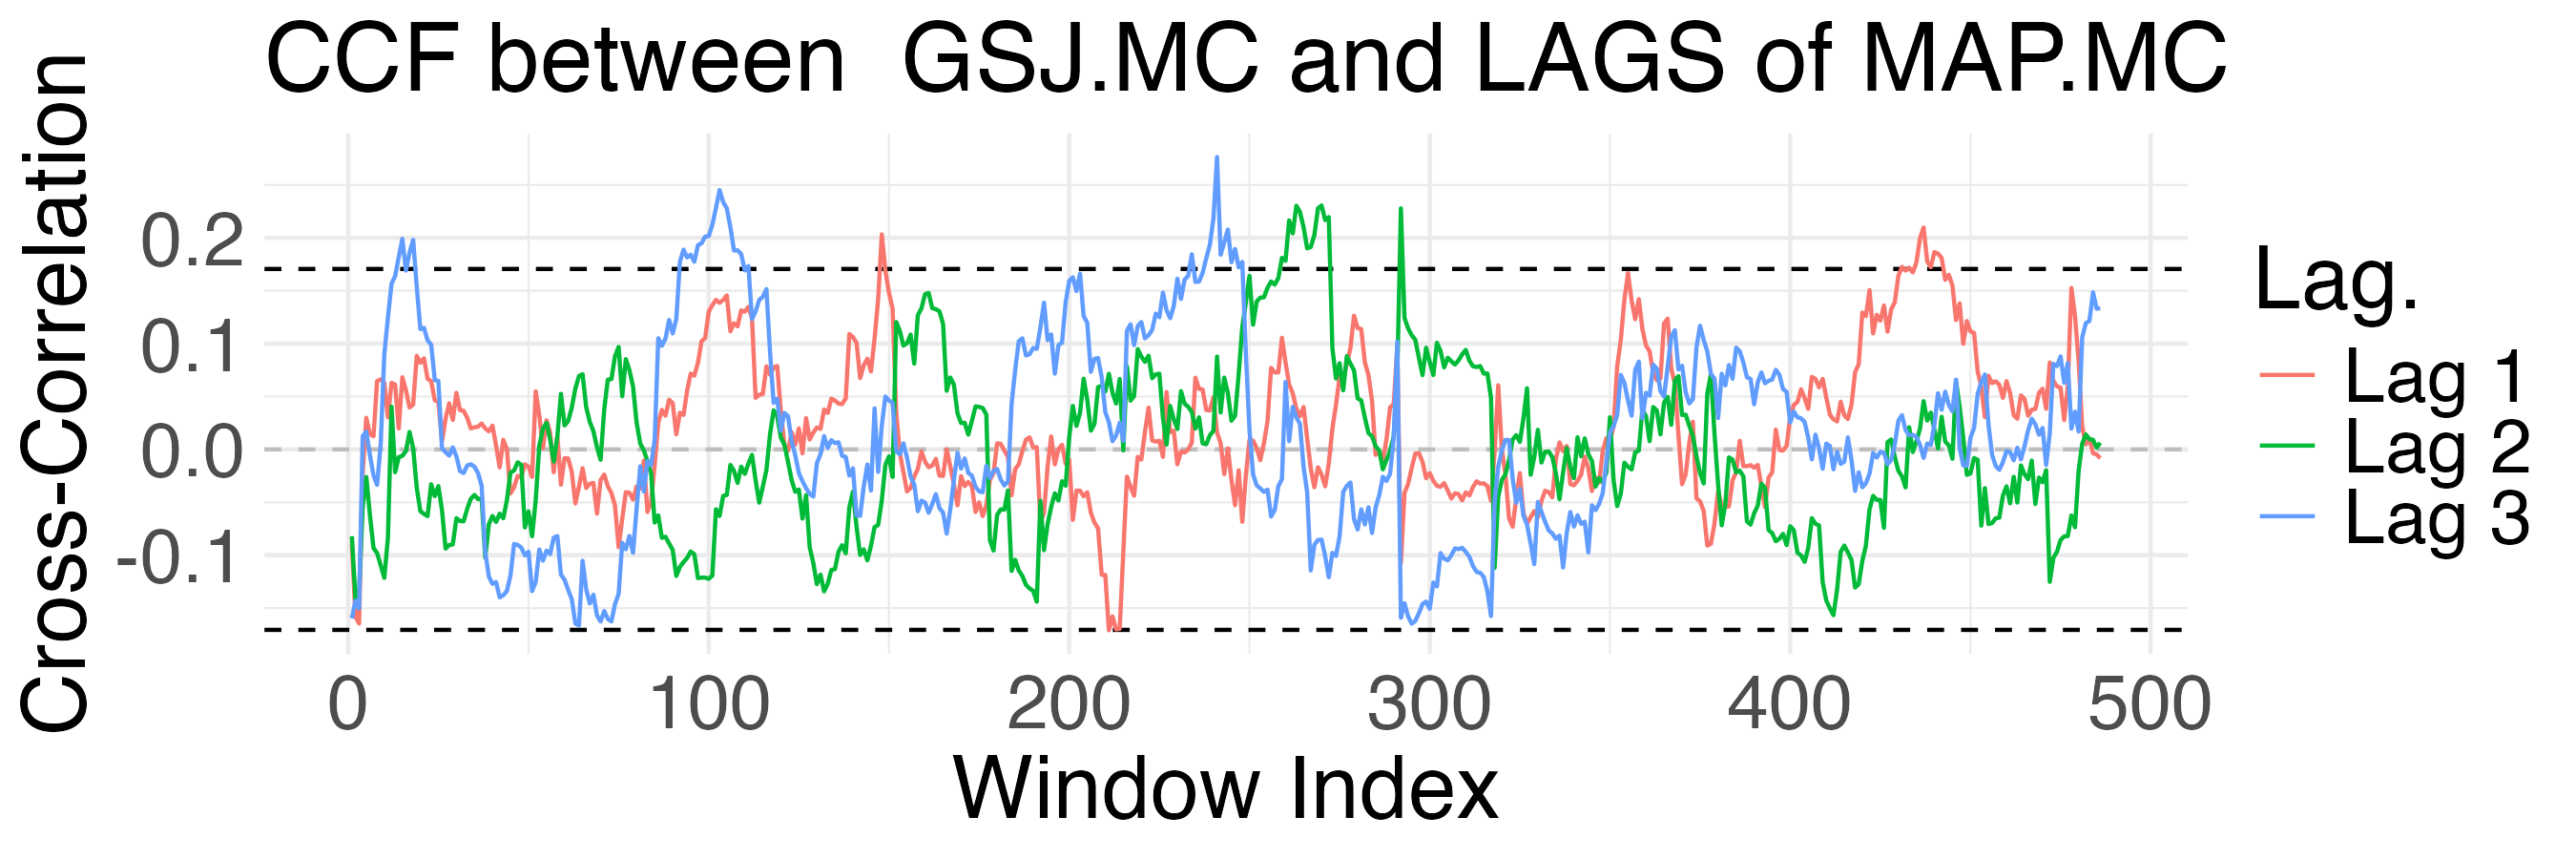 CCF between  GSJ.MC and LAGS of MAP.MC
Cross-Correlation
0.2
0.1
0.0
-0.1
0 100 200 300 400 500
Window Index
Lag.
Lag 1
Lag 2
Lag 3